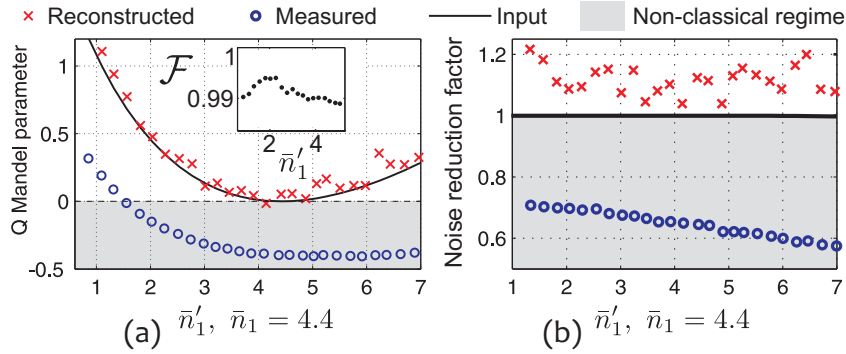 Reconstructed Measured Input Non-classical regime
Q Mandel parameter
1
0.5
0
-0.5
1 2 3 4 5 6 7
ℱ
1
0.99
2 4
n̄′₁
(a) n̄′₁, n̄₁ = 4.4
Noise reduction factor
1.2
1
0.8
0.6
1 2 3 4 5 6 7
(b) n̄′₁, n̄₁ = 4.4